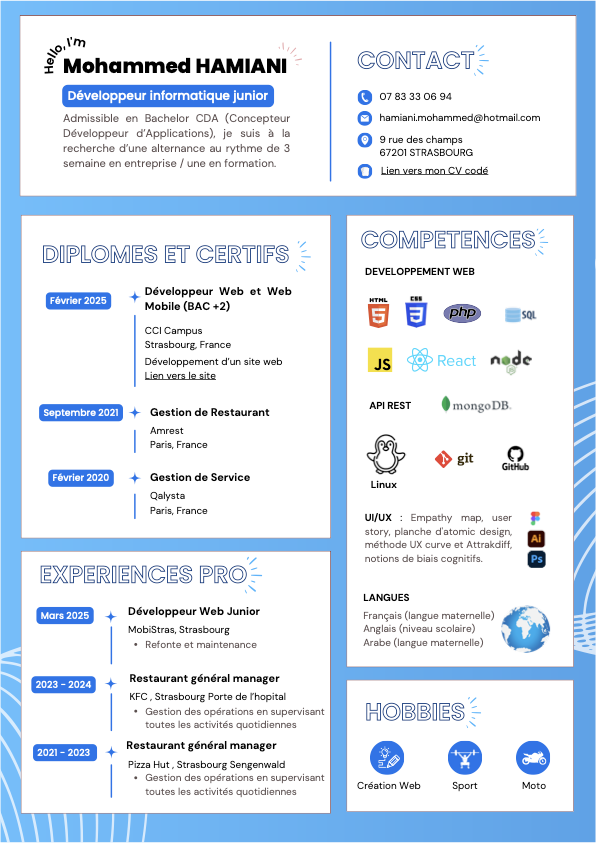 Hello, I'm
Mohammed HAMIANI
Développeur informatique junior
Admissible en Bachelor CDA (Concepteur
Développeur d'Applications), je suis à la
recherche d'une alternance au rythme de 3
semaine en entreprise / une en formation.
CONTACT
07 83 33 06 94
hamiani.mohammed@hotmail.com
9 rue des champs
67201 STRASBOURG
Lien vers mon CV codé
DIPLOMES ET CERTIFS
Février 2025
Développeur Web et Web
Mobile (BAC +2)
CCI Campus
Strasbourg, France
Développement d'un site web
Lien vers le site
Septembre 2021
Gestion de Restaurant
Amrest
Paris, France
Février 2020
Gestion de Service
Qalysta
Paris, France
EXPERIENCES PRO
Mars 2025
Développeur Web Junior
MobiStras, Strasbourg
• Refonte et maintenance
2023 - 2024
Restaurant général manager
KFC , Strasbourg Porte de l'hopital
• Gestion des opérations en supervisant
toutes les activités quotidiennes
2021 - 2023
Restaurant général manager
Pizza Hut , Strasbourg Sengenwald
• Gestion des opérations en supervisant
toutes les activités quotidiennes
COMPETENCES
DEVELOPPEMENT WEB
HTML
5
CSS
3
php
SQL
JS
React
node
JS
API REST
mongoDB.
Linux
git
GitHub
UI/UX : Empathy map, user
story, planche d'atomic design,
méthode UX curve et Attrakdiff,
notions de biais cognitifs.
Ai
Ps
LANGUES
Français (langue maternelle)
Anglais (niveau scolaire)
Arabe (langue maternelle)
HOBBIES
Création Web
Sport
Moto